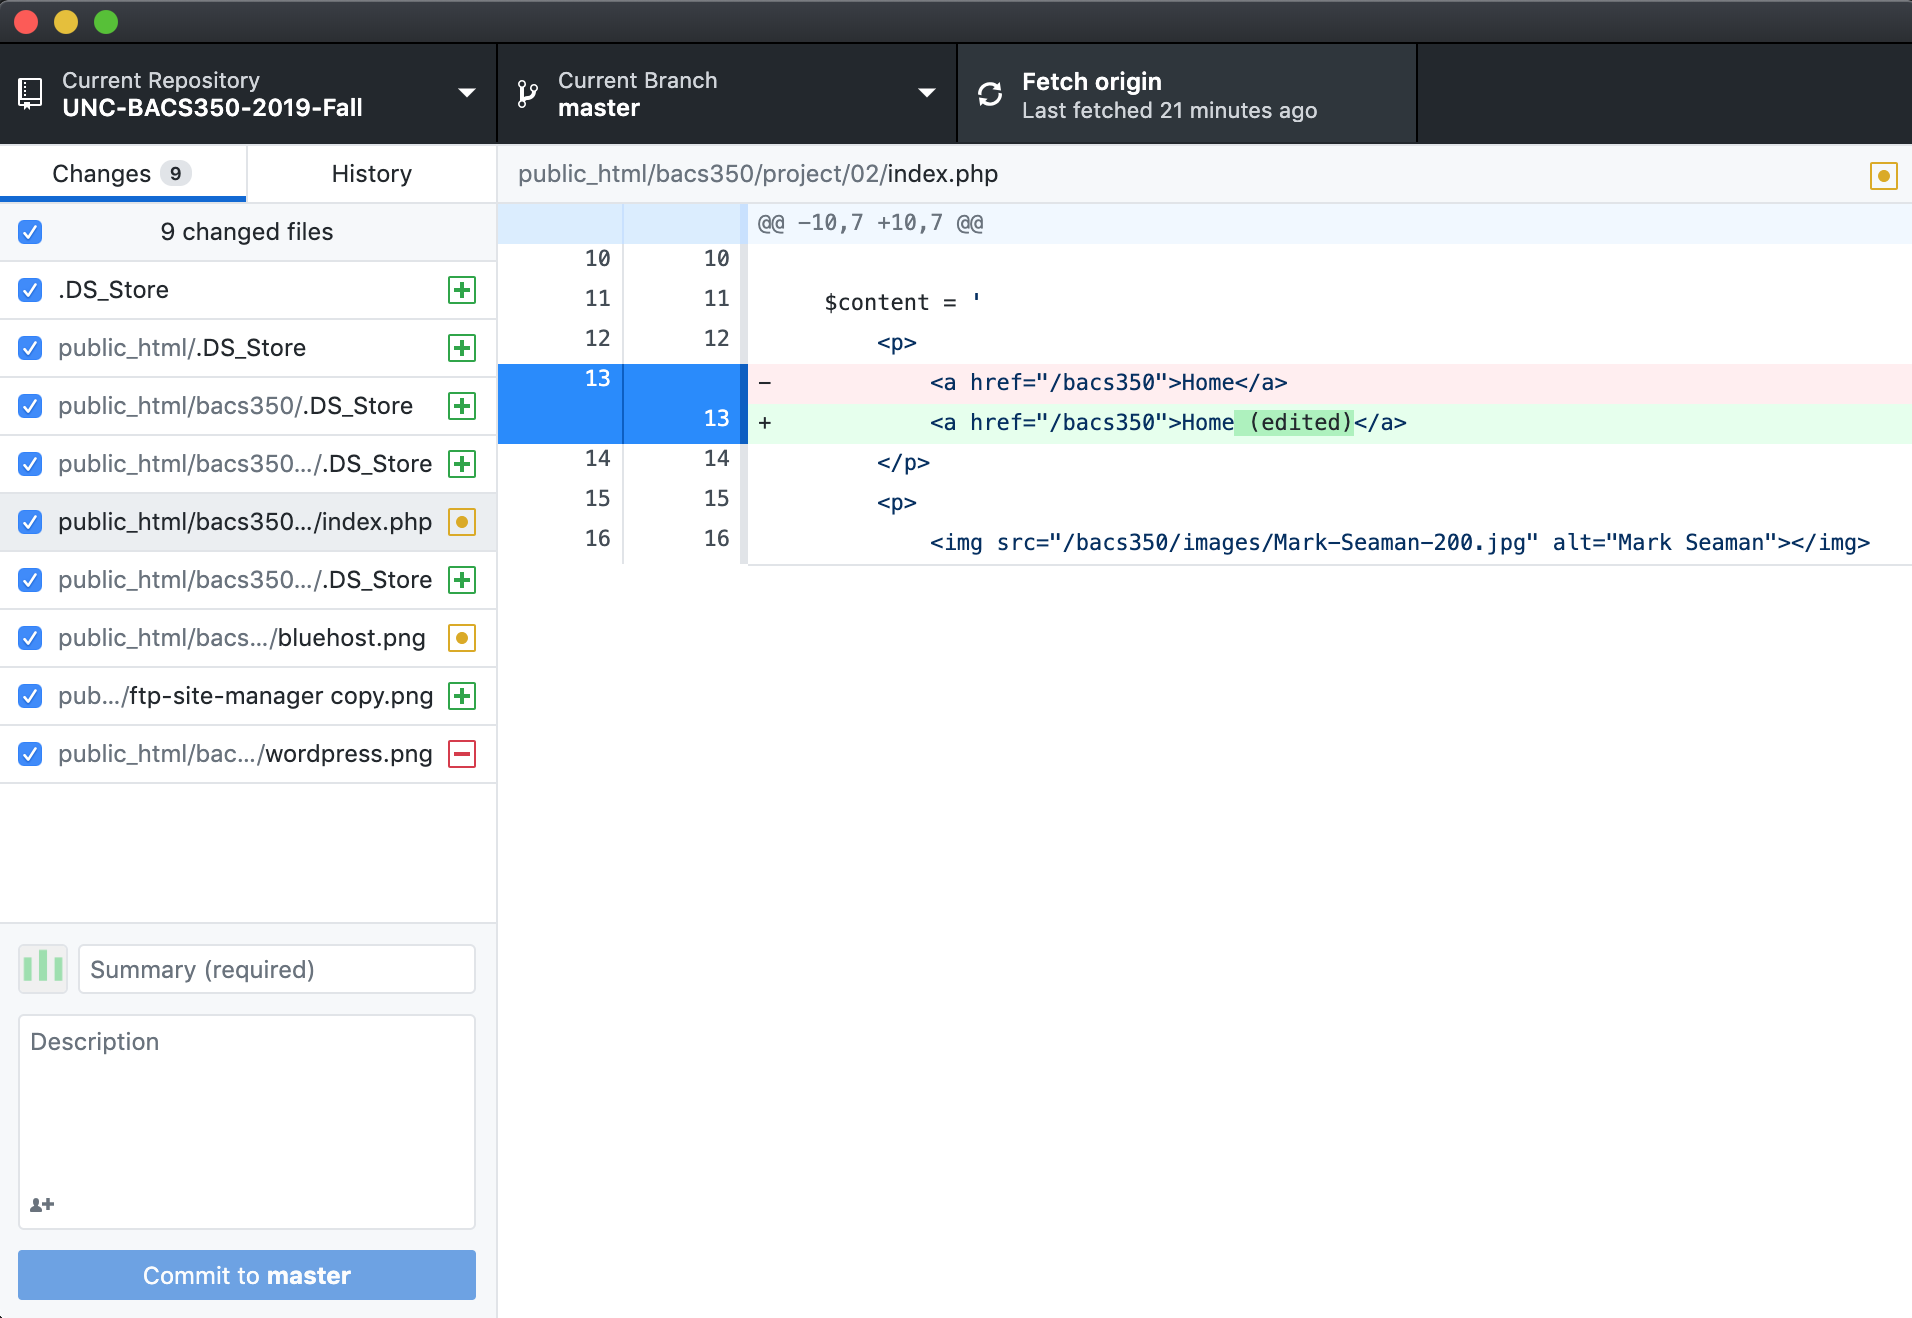 Current Repository
UNC-BACS350-2019-Fall
Current Branch
master
Fetch origin
Last fetched 21 minutes ago
Changes 9
History
9 changed files
.DS_Store
public_html/.DS_Store
public_html/bacs350/.DS_Store
public_html/bacs350.../.DS_Store
public_html/bacs350.../index.php
public_html/bacs350.../.DS_Store
public_html/bacs.../bluehost.png
pub.../ftp-site-manager copy.png
public_html/bac.../wordpress.png
Summary (required)
Description
Commit to master
public_html/bacs350/project/02/index.php
@@ -10,7 +10,7 @@
10 10
11 11 $content = '
12 12 <p>
13 - <a href="/bacs350">Home</a>
13 + <a href="/bacs350">Home (edited)</a>
14 14 </p>
15 15 <p>
16 16 <img src="/bacs350/images/Mark-Seaman-200.jpg" alt="Mark Seaman"></img>